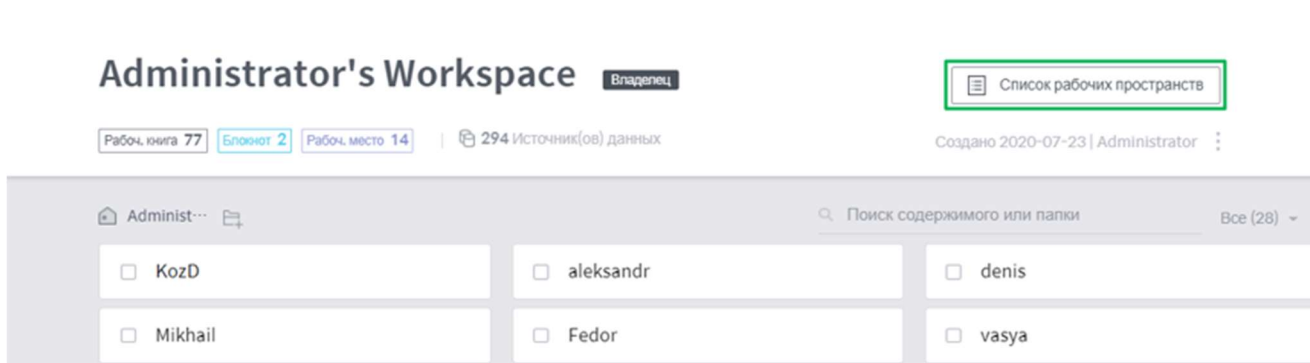 Administrator's Workspace Владелец
Список рабочих пространств
Рабоч. книга 77 Блокнот 2 Рабоч. место 14 | 294 Источник(ов) данных
Создано 2020-07-23 | Administrator
Administ···
Поиск содержимого или папки
Все (28)
KozD aleksandr denis
Mikhail Fedor vasya